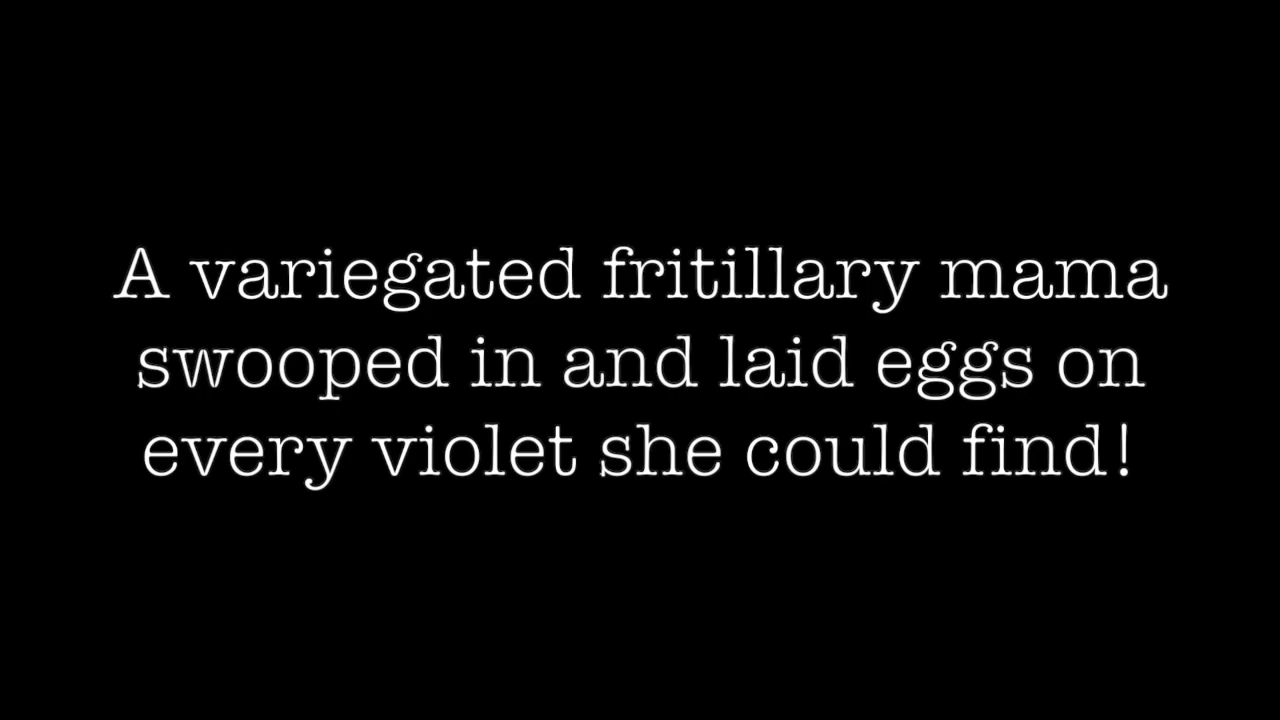 A variegated fritillary mama
swooped in and laid eggs on
every violet she could find!